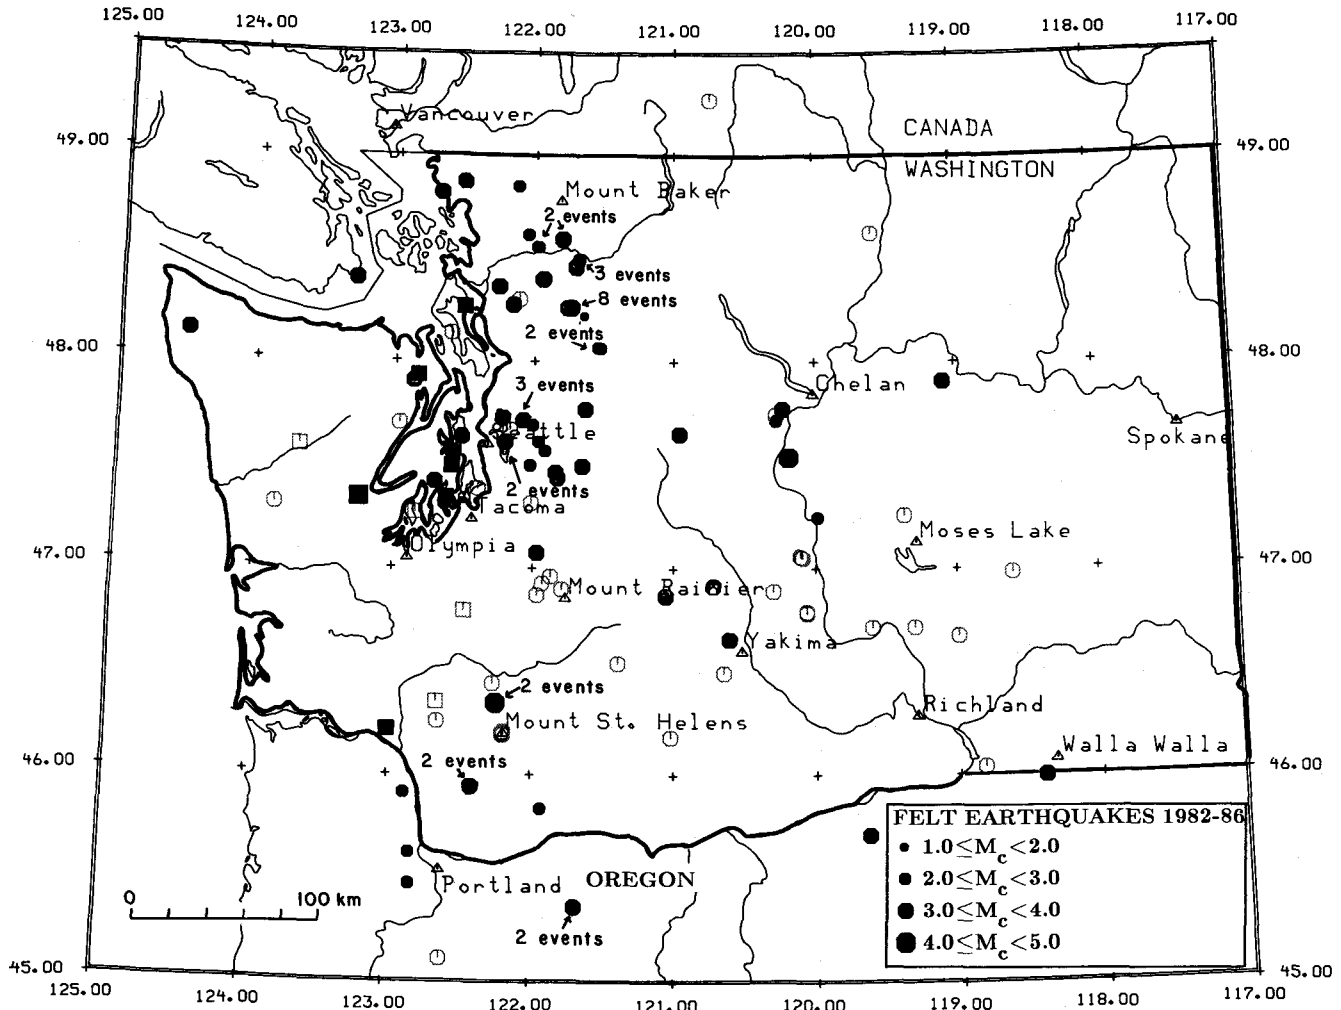 125.00 124.00 123.00 122.00 121.00 120.00 119.00 118.00 117.00
Vancouver
CANADA
49.00 49.00
WASHINGTON
Mount Baker
2 events
3 events
8 events
2 events
48.00 48.00
3 events
Chelan
Seattle
Spokane
2 events
Tacoma
Moses Lake
Olympia
47.00 47.00
Mount Rainier
Yakima
2 events
Richland
Mount St. Helens
Walla Walla
2 events
46.00 46.00
FELT EARTHQUAKES 1982-86
1.0≤Mc<2.0
2.0≤Mc<3.0
3.0≤Mc<4.0
4.0≤Mc<5.0
Portland
OREGON
0 100 km
2 events
45.00 45.00
125.00 124.00 123.00 122.00 121.00 120.00 119.00 118.00 117.00